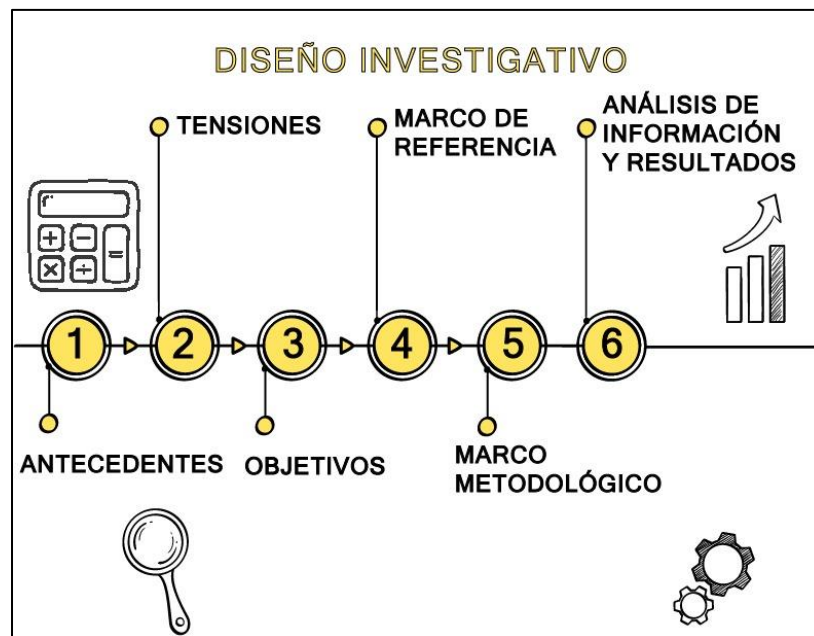 DISEÑO INVESTIGATIVO
TENSIONES
MARCO DE
REFERENCIA
ANÁLISIS DE
INFORMACIÓN
Y RESULTADOS
1
2
3
4
5
6
ANTECEDENTES
OBJETIVOS
MARCO
METODOLÓGICO